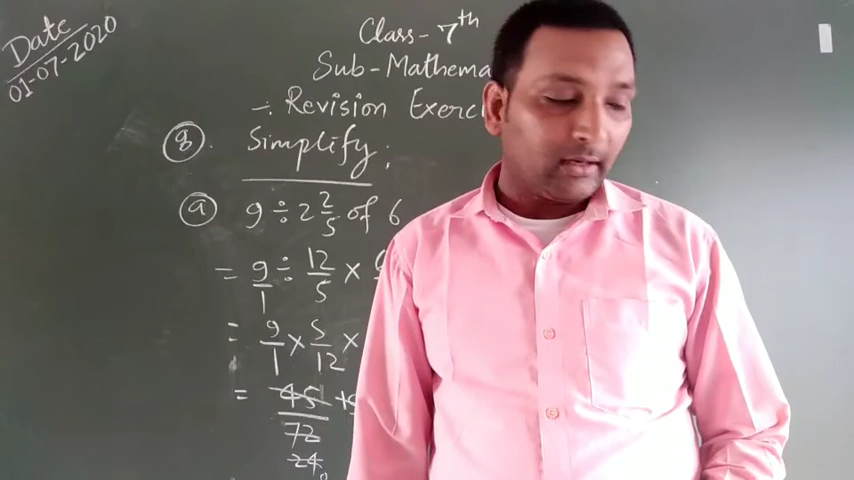 Date
01-07-2020
Class - 7th
Sub - Mathema
÷ Revision Exerc
8. Simplify:
a 9 ÷ 2 2/5 of 6
= 9/1 ÷ 12/5 ×
= 9/1 × 5/12 ×
= 45
72
24